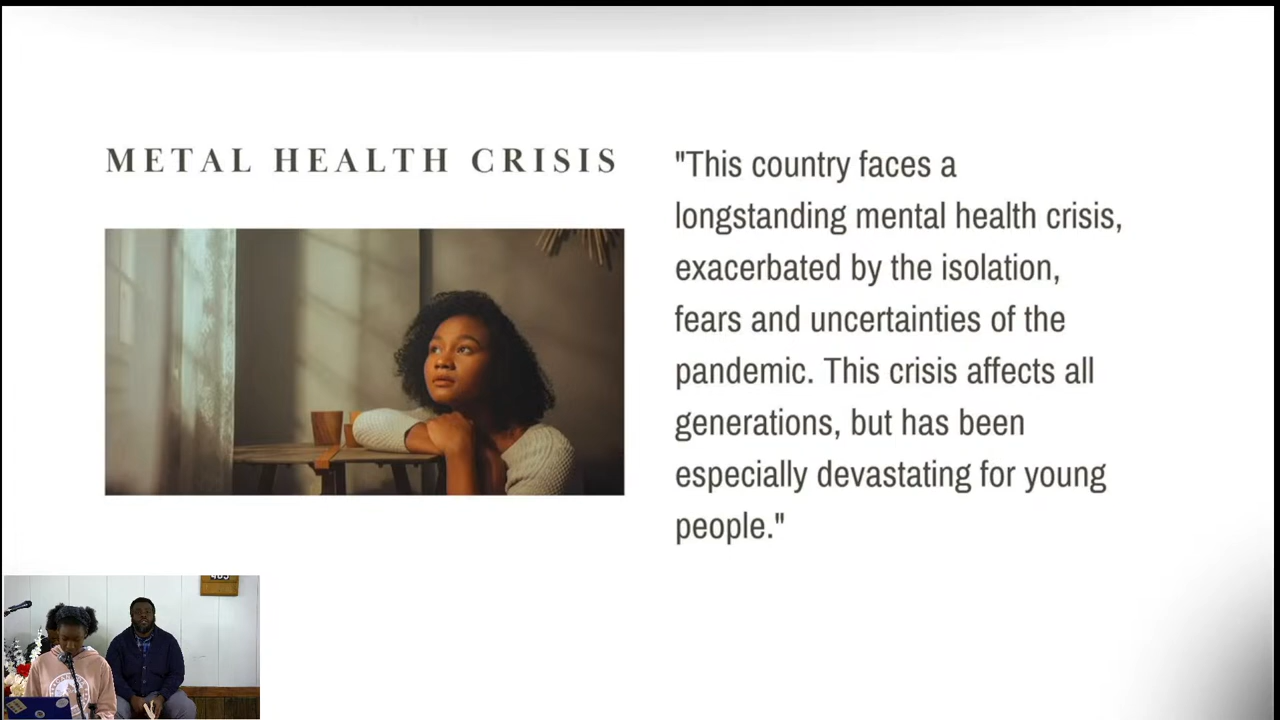 METAL HEALTH CRISIS
"This country faces a
longstanding mental health crisis,
exacerbated by the isolation,
fears and uncertainties of the
pandemic. This crisis affects all
generations, but has been
especially devastating for young
people."